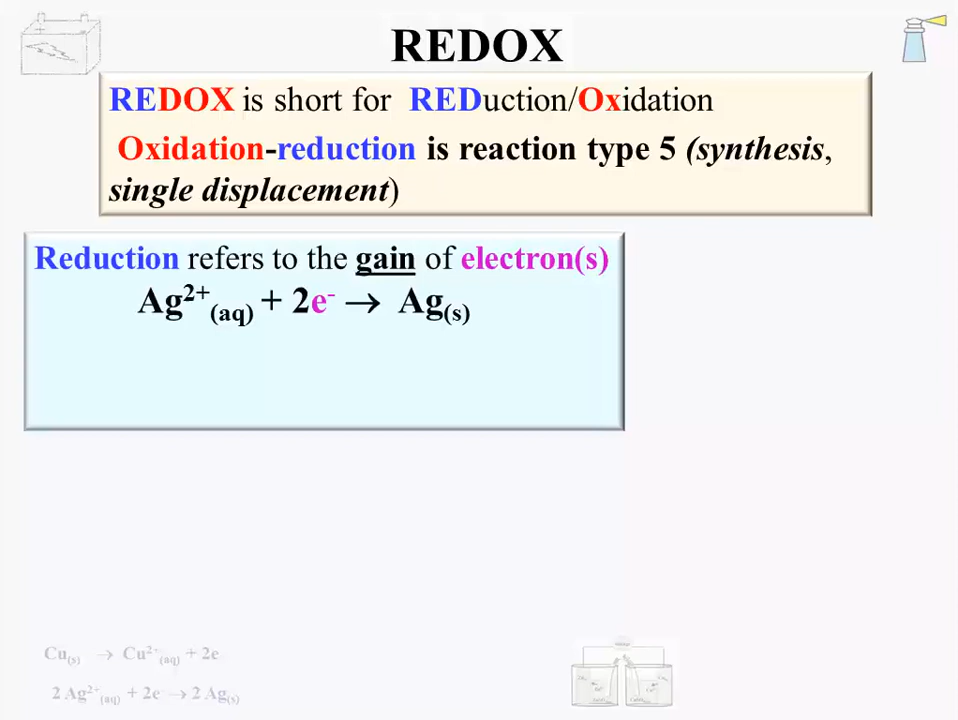 REDOX
REDOX is short for REDuction/Oxidation
Oxidation-reduction is reaction type 5 (synthesis,
single displacement)
Reduction refers to the gain of electron(s)
Ag²⁺(aq) + 2e⁻ → Ag(s)
Cu(s) → Cu²⁺(aq) + 2e
2 Ag²⁺(aq) + 2e → 2 Ag(s)